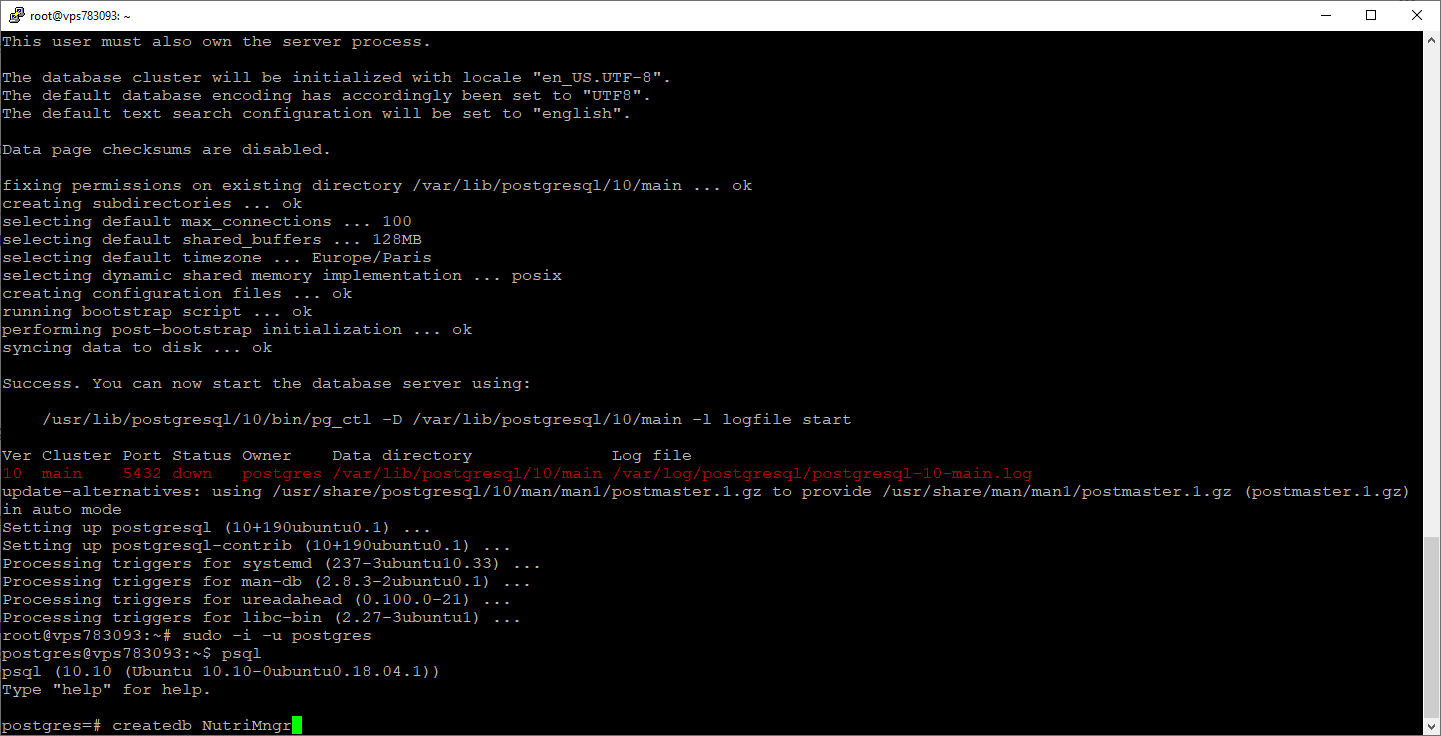 root@vps783093: ~
This user must also own the server process.
The database cluster will be initialized with locale "en_US.UTF-8".
The default database encoding has accordingly been set to "UTF8".
The default text search configuration will be set to "english".
Data page checksums are disabled.
fixing permissions on existing directory /var/lib/postgresql/10/main ... ok
creating subdirectories ... ok
selecting default max_connections ... 100
selecting default shared_buffers ... 128MB
selecting default timezone ... Europe/Paris
selecting dynamic shared memory implementation ... posix
creating configuration files ... ok
running bootstrap script ... ok
performing post-bootstrap initialization ... ok
syncing data to disk ... ok
Success. You can now start the database server using:
/usr/lib/postgresql/10/bin/pg_ctl -D /var/lib/postgresql/10/main -l logfile start
Ver Cluster Port Status Owner    Data directory              Log file
10  main    5432 down   postgres /var/lib/postgresql/10/main /var/log/postgresql/postgresql-10-main.log
update-alternatives: using /usr/share/postgresql/10/man/man1/postmaster.1.gz to provide /usr/share/man/man1/postmaster.1.gz (postmaster.1.gz)
in auto mode
Setting up postgresql (10+190ubuntu0.1) ...
Setting up postgresql-contrib (10+190ubuntu0.1) ...
Processing triggers for systemd (237-3ubuntu10.33) ...
Processing triggers for man-db (2.8.3-2ubuntu0.1) ...
Processing triggers for ureadahead (0.100.0-21) ...
Processing triggers for libc-bin (2.27-3ubuntu1) ...
root@vps783093:~# sudo -i -u postgres
postgres@vps783093:~$ psql
psql (10.10 (Ubuntu 10.10-0ubuntu0.18.04.1))
Type "help" for help.
postgres=# createdb NutriMngr